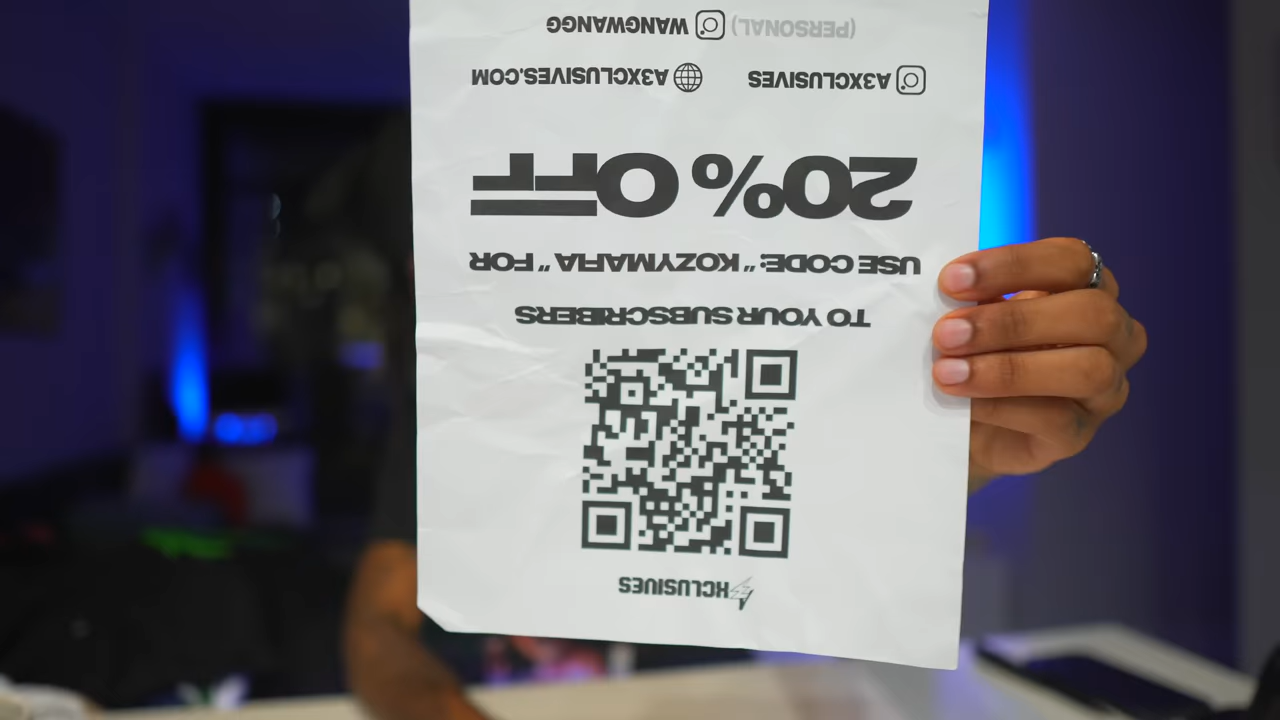 XCLUSIVES
TO YOUR SUBSCRIBERS
USE CODE: "KOZYMAFIA" FOR
20% OFF
A3XCLUSIVES A3XCLUSIVES.COM
(PERSONAL) WANGWANGG